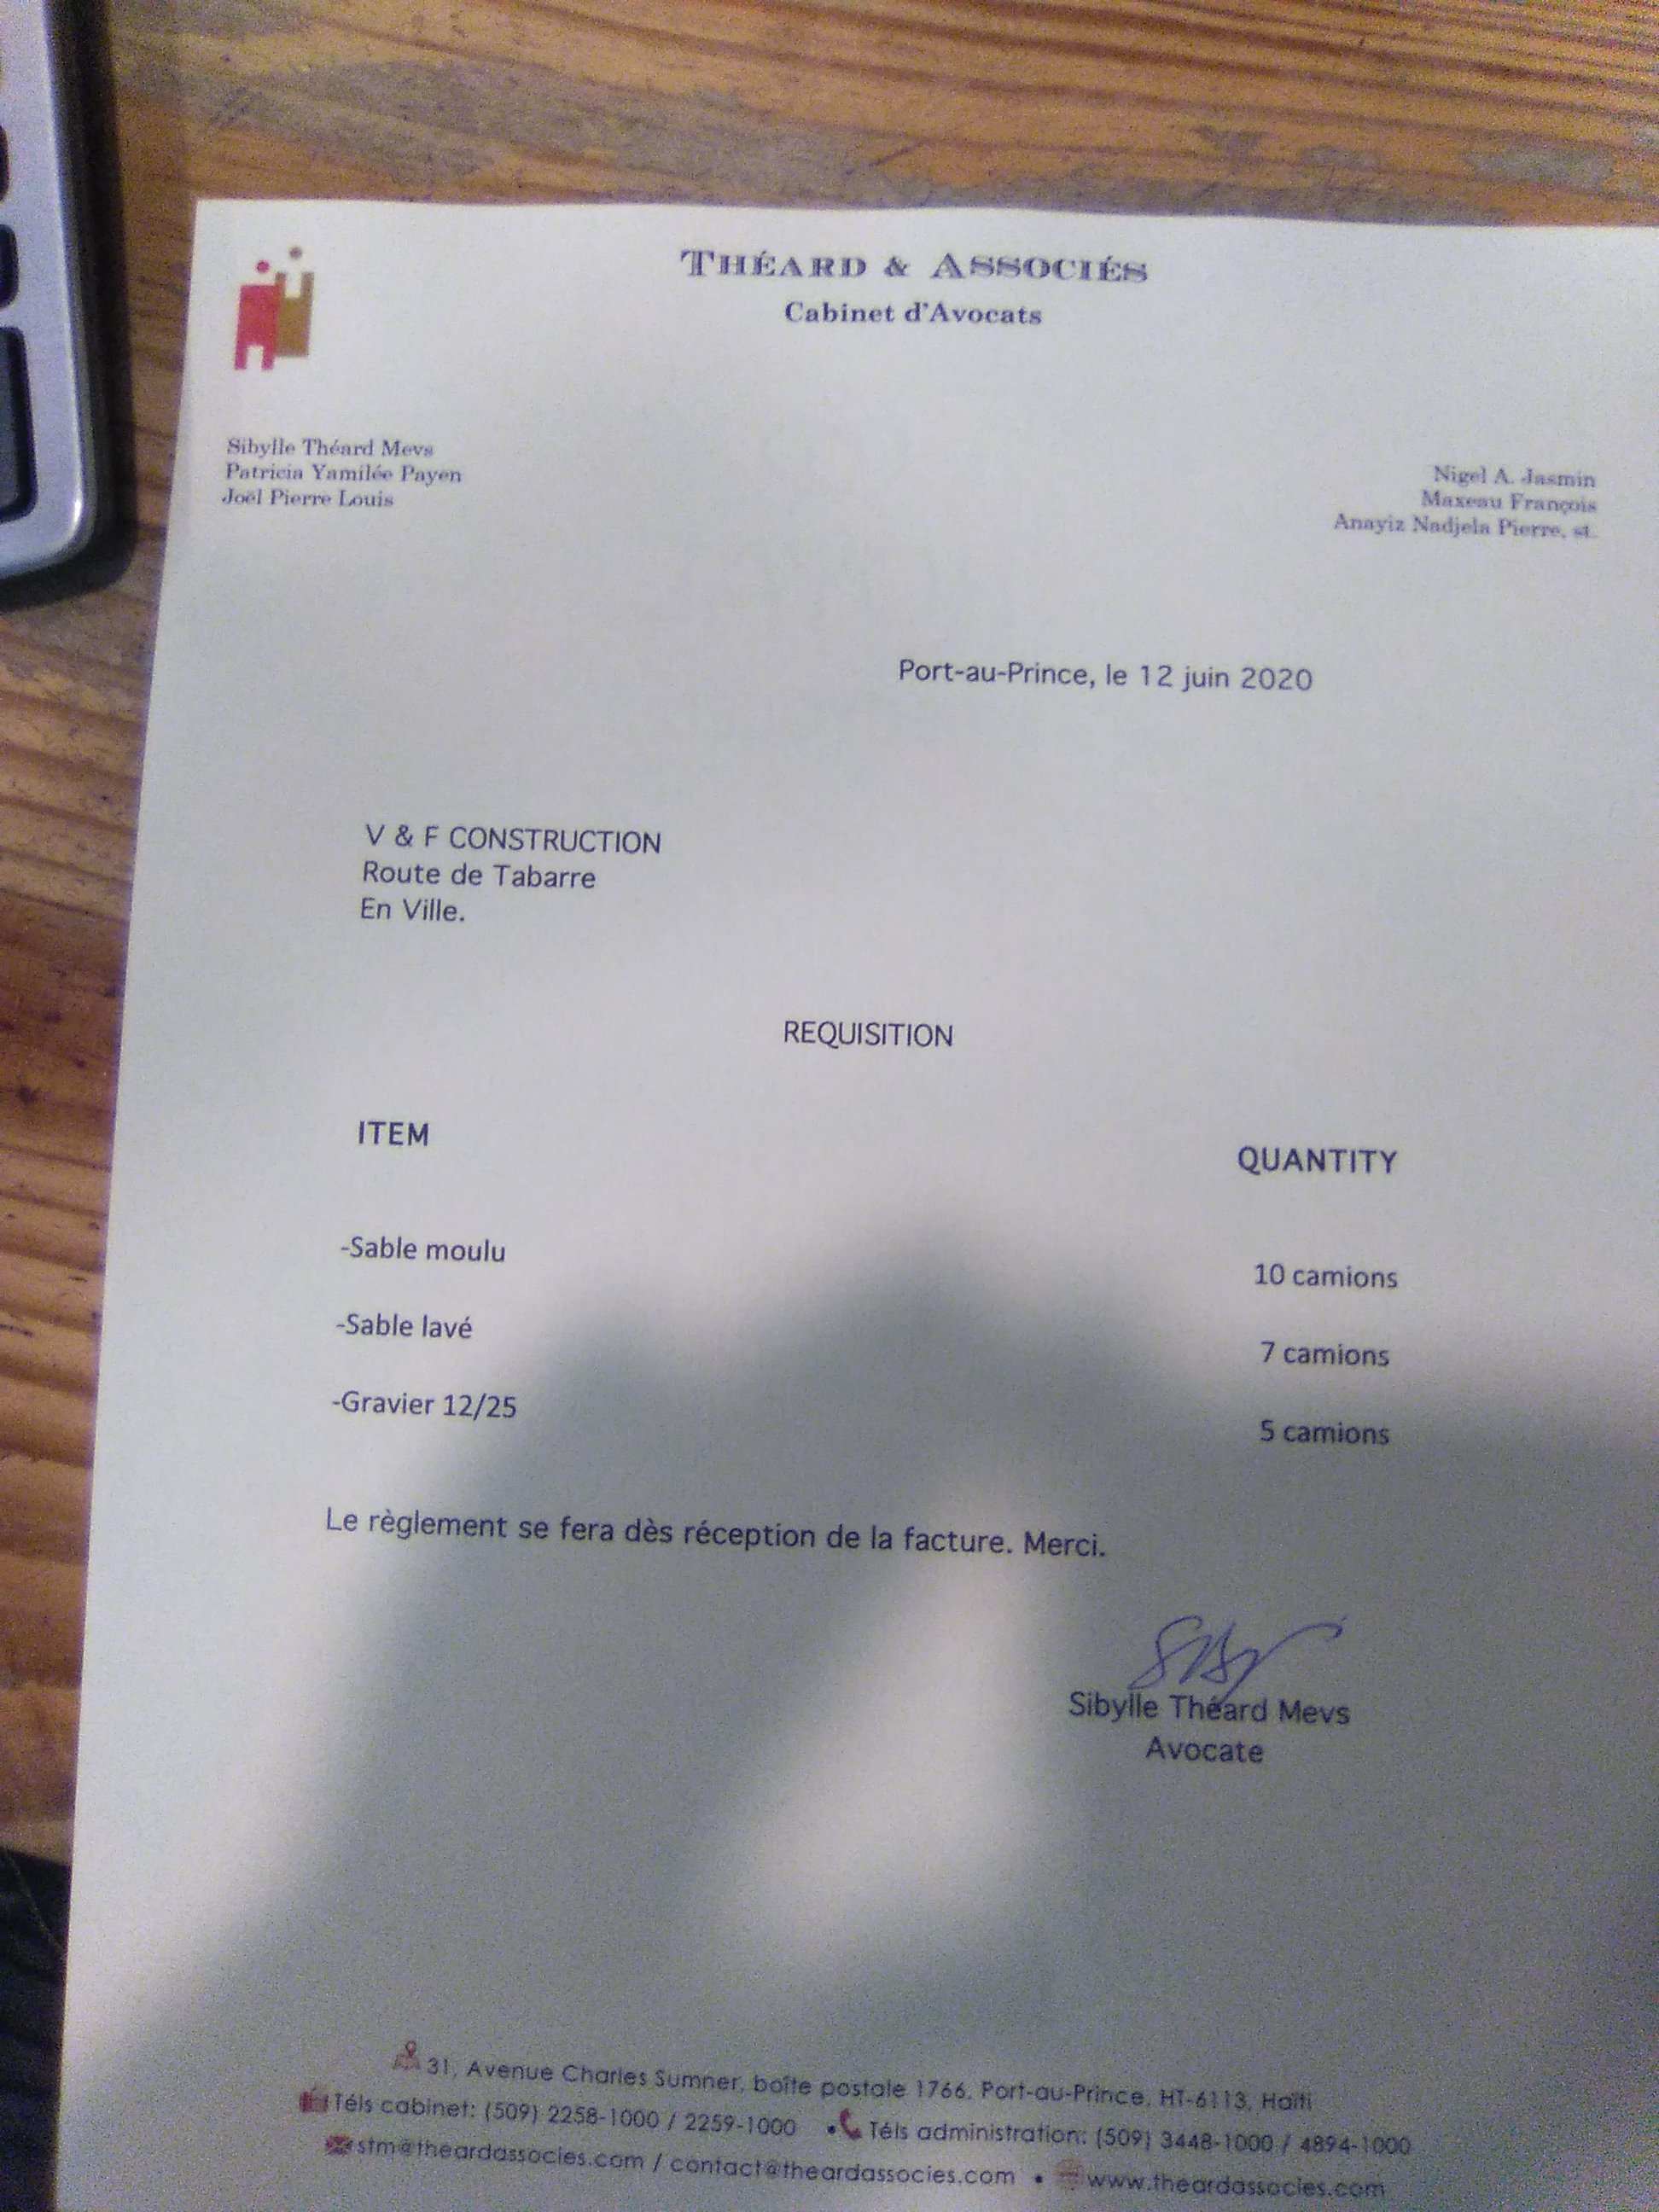 THÉARD & ASSOCIÉS
Cabinet d'Avocats
Sibylle Théard Mevs
Patricia Yamilée Payen
Joël Pierre Louis
Nigel A. Jasmin
Maxeau François
Anayiz Nadjela Pierre, st.
Port-au-Prince, le 12 juin 2020
V & F CONSTRUCTION
Route de Tabarre
En Ville.
REQUISITION
ITEM QUANTITY
-Sable moulu 10 camions
-Sable lavé 7 camions
-Gravier 12/25 5 camions
Le règlement se fera dès réception de la facture. Merci.
Sibylle Théard Mevs
Avocate
31, Avenue Charles Sumner, boîte postale 1766, Port-au-Prince, HT-6113, Haïti
Téls cabinet: (509) 2258-1000 / 2259-1000 • Téls administration: (509) 3448-1000 / 4894-1000
stm@theardassocies.com / contact@theardassocies.com • www.theardassocies.com